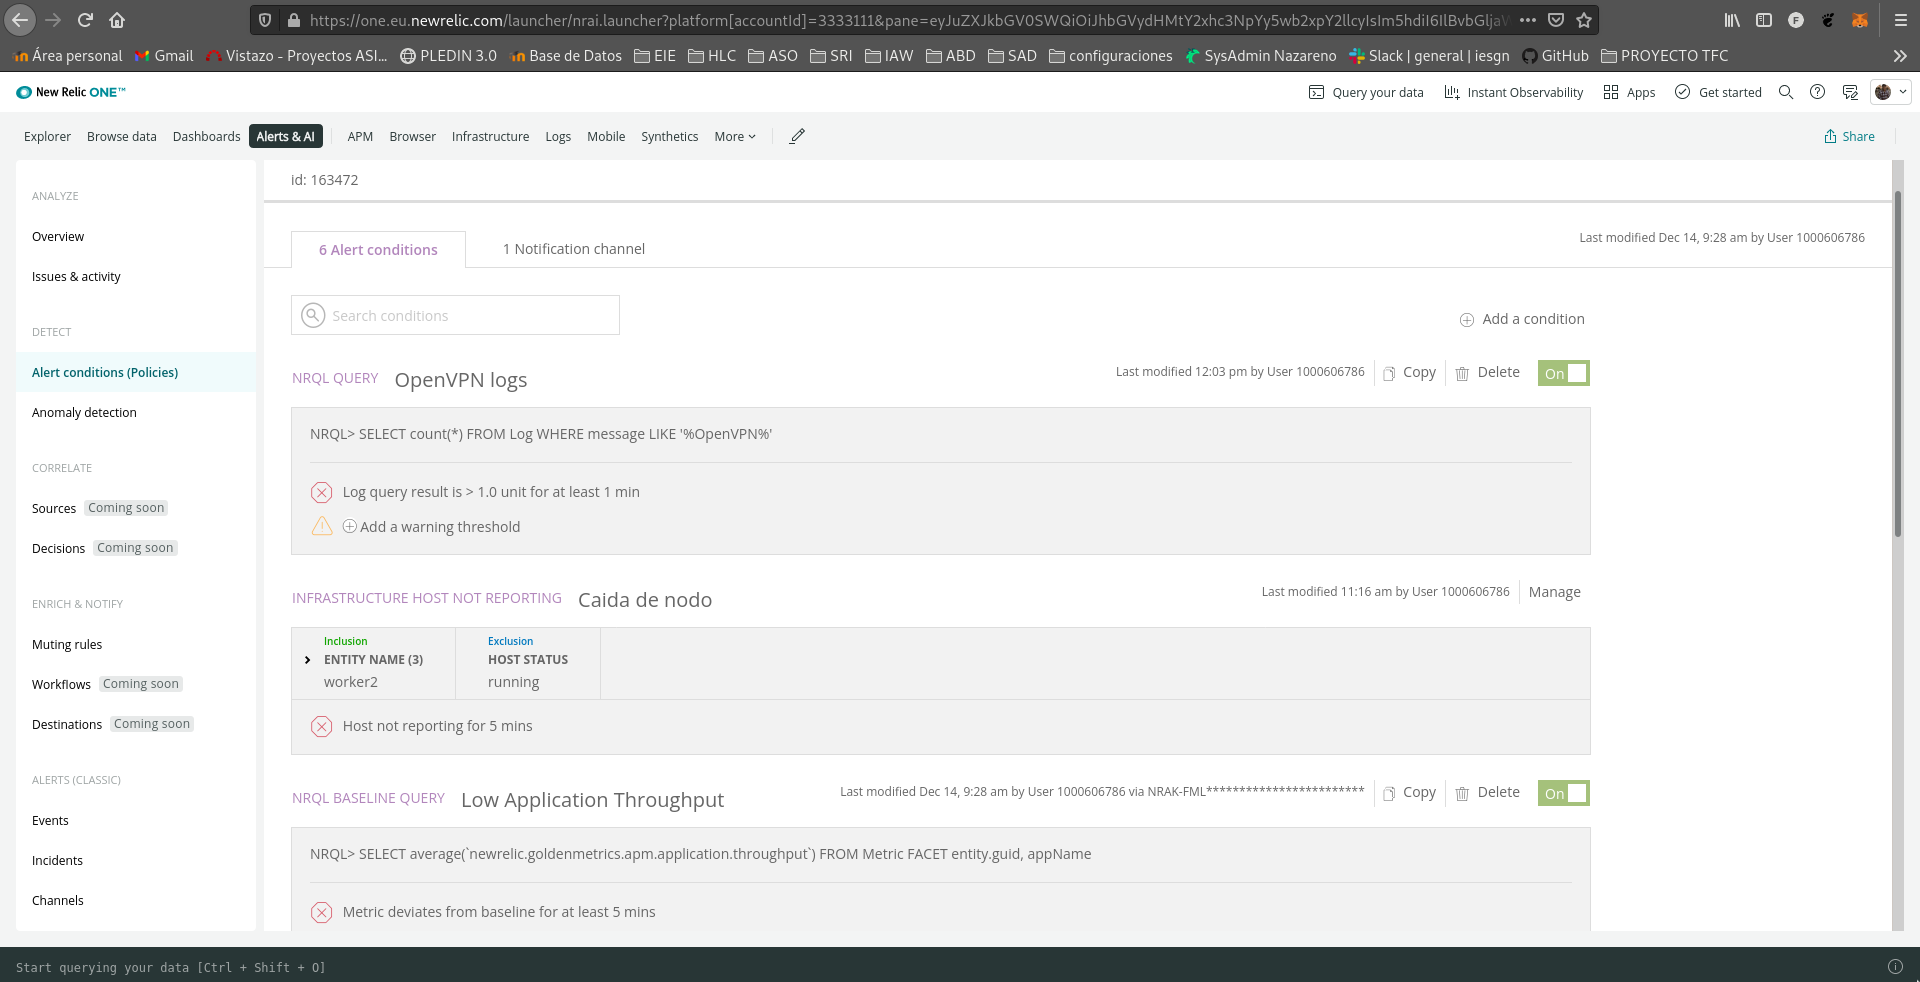 https://one.eu.newrelic.com/launcher/nrai.launcher?platform[accountId]=3333111&pane=
Área personal Gmail Vistazo - Proyectos ASI... PLEDIN 3.0 Base de Datos EIE HLC ASO SRI IAW ABD SAD configuraciones SysAdmin Nazareno Slack | general | iesgn GitHub PROYECTO TFC
New Relic ONE™ Query your data Instant Observability Apps Get started
Explorer Browse data Dashboards Alerts & AI APM Browser Infrastructure Logs Mobile Synthetics More Share
ANALYZE
Overview
Issues & activity
DETECT
Alert conditions (Policies)
Anomaly detection
CORRELATE
Sources Coming soon
Decisions Coming soon
ENRICH & NOTIFY
Muting rules
Workflows Coming soon
Destinations Coming soon
ALERTS (CLASSIC)
Events
Incidents
Channels
id: 163472
6 Alert conditions 1 Notification channel Last modified Dec 14, 9:28 am by User 1000606786
Search conditions
Add a condition
NRQL QUERY OpenVPN logs Last modified 12:03 pm by User 1000606786 Copy Delete On
NRQL> SELECT count(*) FROM Log WHERE message LIKE '%OpenVPN%'
Log query result is > 1.0 unit for at least 1 min
Add a warning threshold
INFRASTRUCTURE HOST NOT REPORTING Caida de nodo Last modified 11:16 am by User 1000606786 Manage
Inclusion Exclusion
ENTITY NAME (3) HOST STATUS
worker2 running
Host not reporting for 5 mins
NRQL BASELINE QUERY Low Application Throughput Last modified Dec 14, 9:28 am by User 1000606786 via NRAK-FML************************ Copy Delete On
NRQL> SELECT average(`newrelic.goldenmetrics.apm.application.throughput`) FROM Metric FACET entity.guid, appName
Metric deviates from baseline for at least 5 mins
Start querying your data [Ctrl + Shift + O]